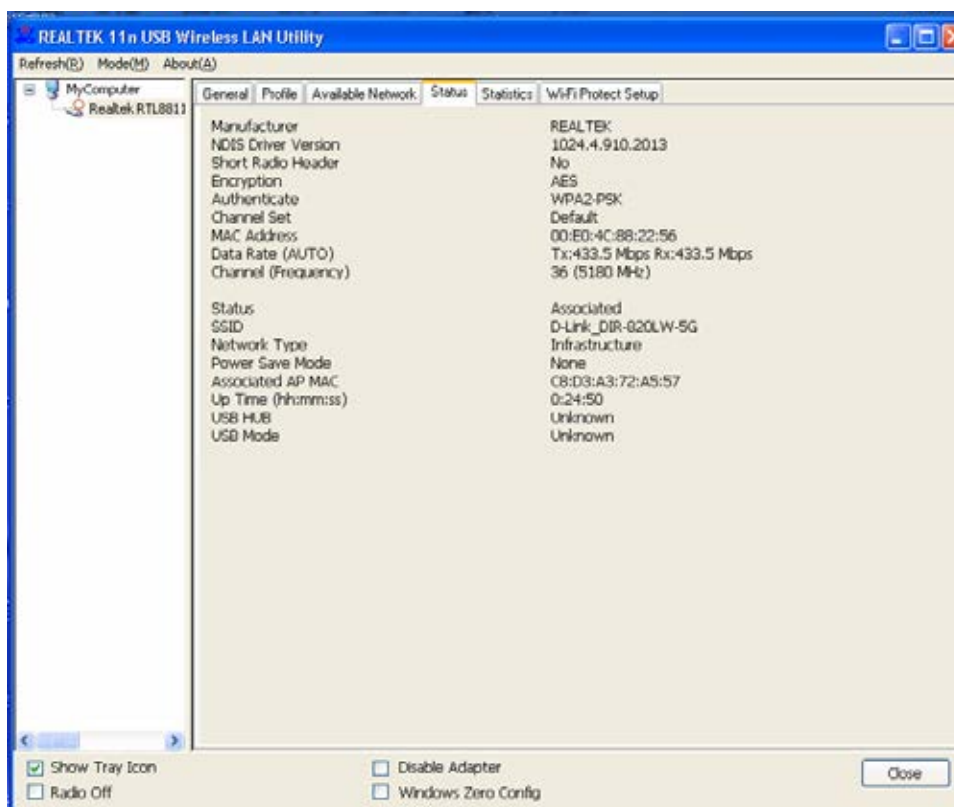 REALTEK 11n USB Wireless LAN Utility
Refresh(R) Mode(M) About(A)
MyComputer
Realtek RTL8811
General Profile Available Network Status Statistics Wi-Fi Protect Setup
Manufacturer REALTEK
NDIS Driver Version 1024.4.910.2013
Short Radio Header No
Encryption AES
Authenticate WPA2-PSK
Channel Set Default
MAC Address 00:E0:4C:88:22:56
Data Rate (AUTO) Tx:433.5 Mbps Rx:433.5 Mbps
Channel (Frequency) 36 (5180 MHz)
Status Associated
SSID D-Link_DIR-820LW-5G
Network Type Infrastructure
Power Save Mode None
Associated AP MAC C8:D3:A3:72:A5:57
Up Time (hh:mm:ss) 0:24:50
USB HUB Unknown
USB Mode Unknown
Show Tray Icon Disable Adapter
Radio Off Windows Zero Config
Close